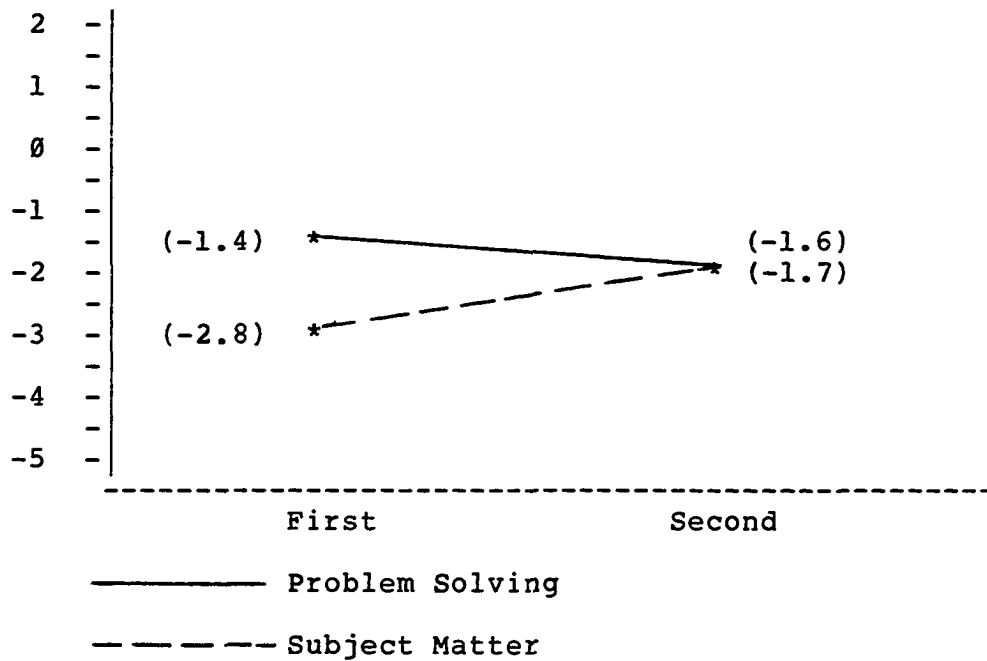 2
1
Ø
-1
(-1.4) (-1.6)
-2 (-1.7)
-3 (-2.8)
-4
-5
First Second
Problem Solving
Subject Matter